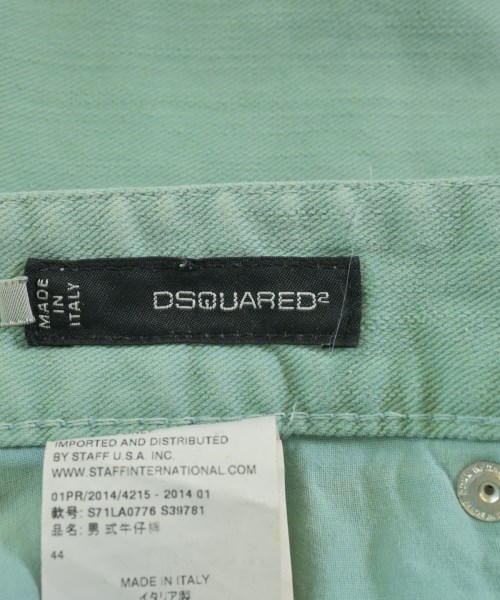 MADE
IN
ITALY
DSQUARED2
IMPORTED AND DISTRIBUTED
BY STAFF U.S.A. INC.
WWW.STAFFINTERNATIONAL.COM
01PR/2014/4215 - 2014 01
款号: S71LA0776 S39781
品名: 男式牛仔裤
44
MADE IN ITALY
イタリア製